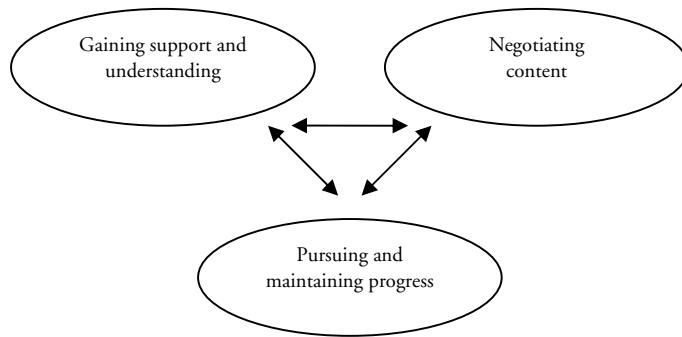 Gaining support and
understanding
Negotiating
content
Pursuing and
maintaining progress